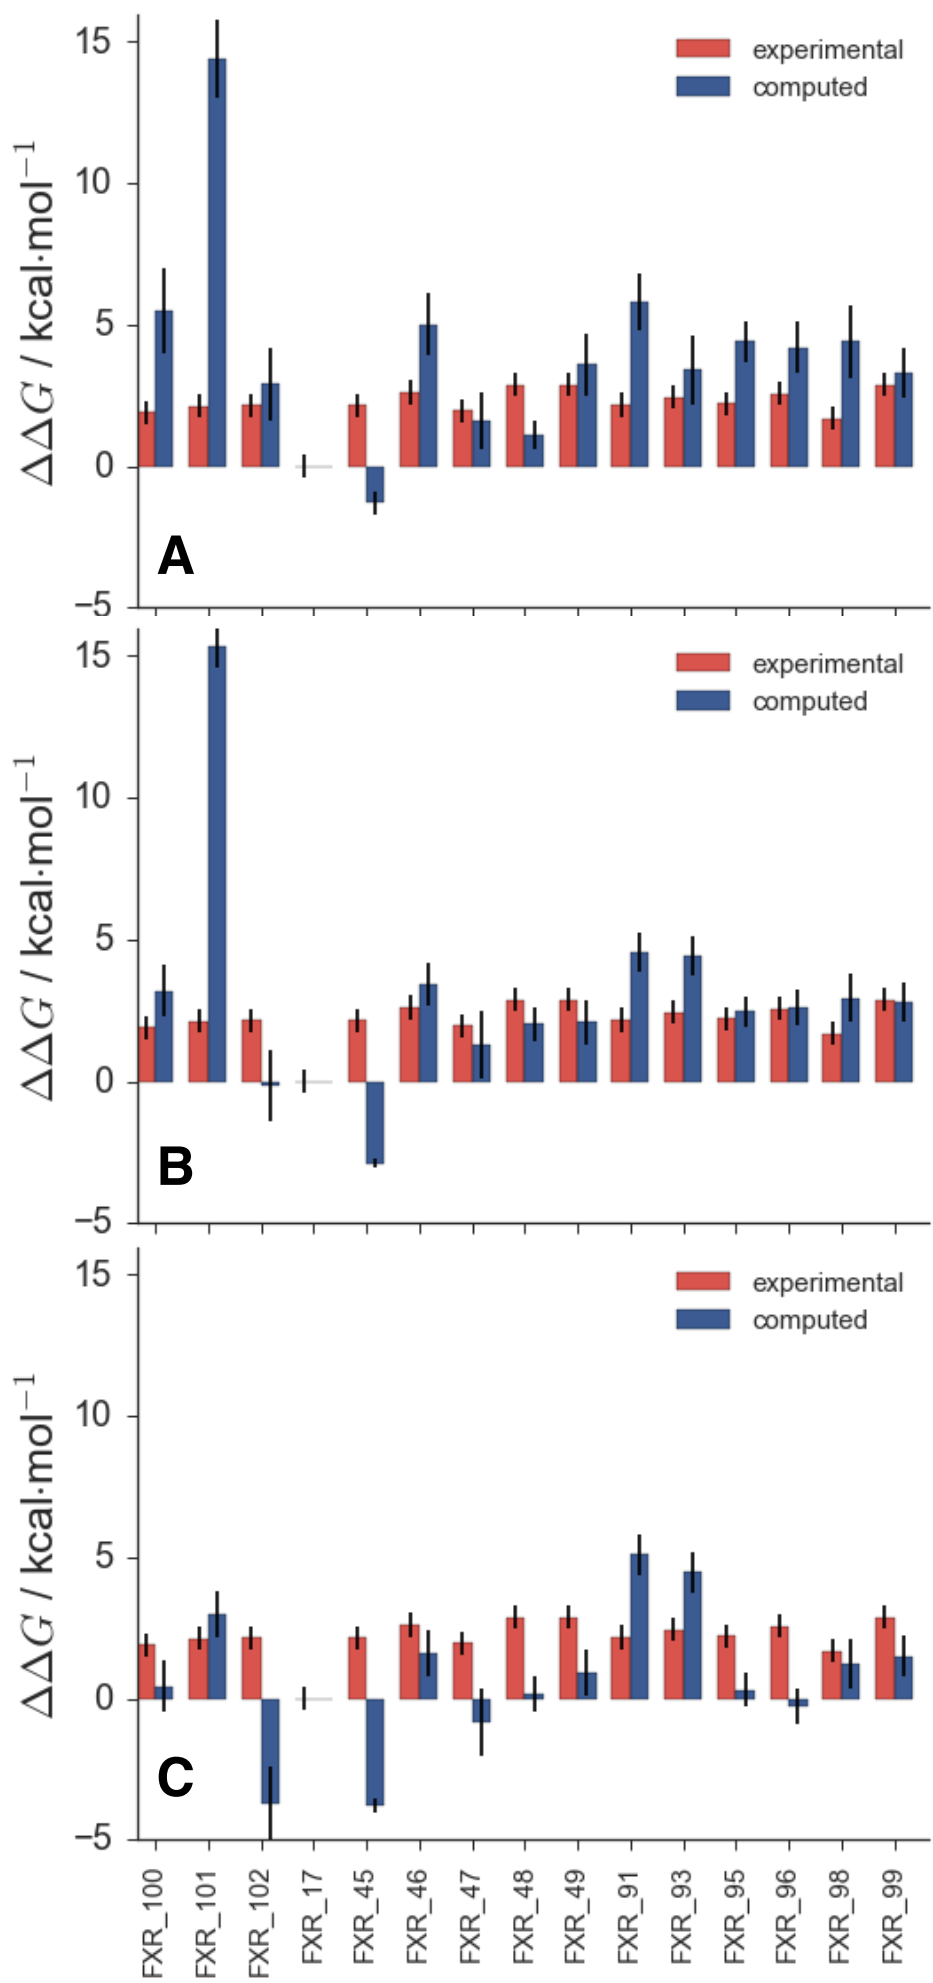 ΔΔG / kcal·mol⁻¹
15
10
5
0
−5
experimental
computed
A
ΔΔG / kcal·mol⁻¹
15
10
5
0
−5
experimental
computed
B
ΔΔG / kcal·mol⁻¹
15
10
5
0
−5
experimental
computed
C
FXR_100
FXR_101
FXR_102
FXR_17
FXR_45
FXR_46
FXR_47
FXR_48
FXR_49
FXR_91
FXR_93
FXR_95
FXR_96
FXR_98
FXR_99